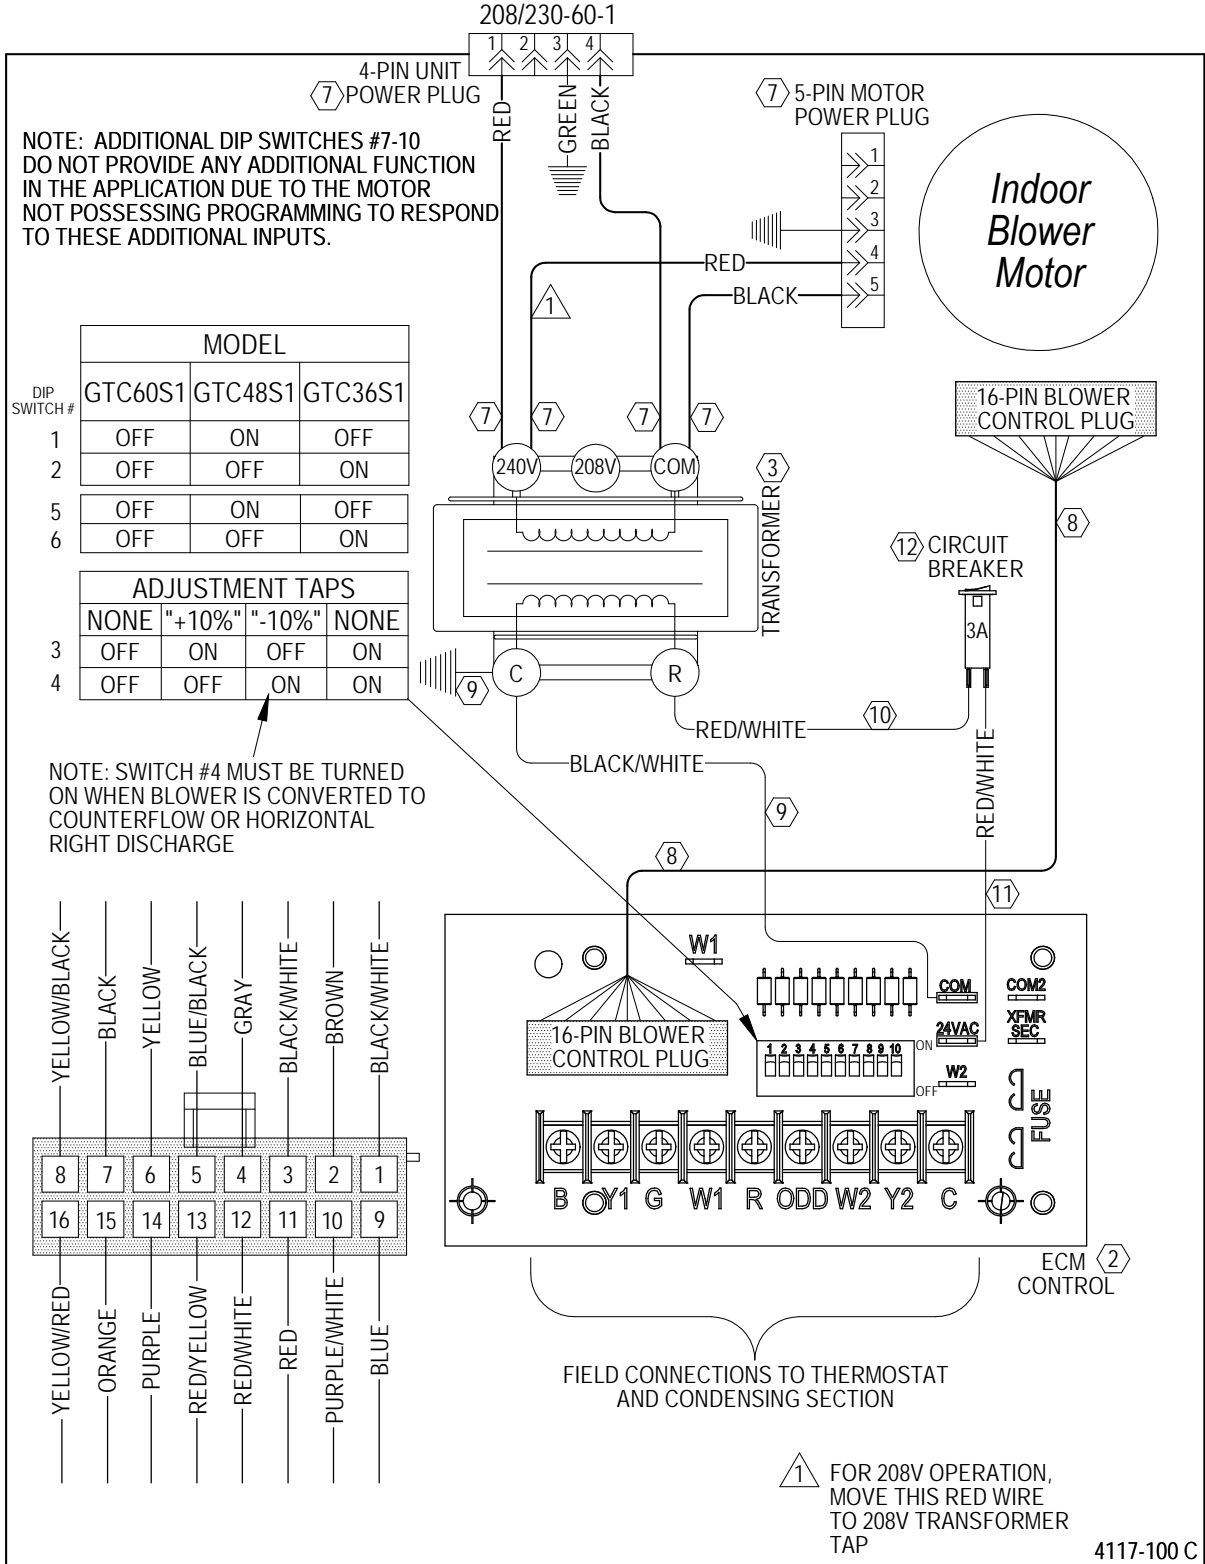 208/230-60-1
1 2 3 4
4-PIN UNIT
7 POWER PLUG
RED
GREEN
BLACK
7 5-PIN MOTOR
POWER PLUG
1
2
3
4
5
Indoor
Blower
Motor
NOTE: ADDITIONAL DIP SWITCHES #7-10
DO NOT PROVIDE ANY ADDITIONAL FUNCTION
IN THE APPLICATION DUE TO THE MOTOR
NOT POSSESSING PROGRAMMING TO RESPOND
TO THESE ADDITIONAL INPUTS.
RED
BLACK
1
MODEL
DIP
SWITCH #
GTC60S1 GTC48S1 GTC36S1
1 OFF ON OFF
2 OFF OFF ON
5 OFF ON OFF
6 OFF OFF ON
ADJUSTMENT TAPS
NONE "+10%" "-10%" NONE
3 OFF ON OFF ON
4 OFF OFF ON ON
NOTE: SWITCH #4 MUST BE TURNED
ON WHEN BLOWER IS CONVERTED TO
COUNTERFLOW OR HORIZONTAL
RIGHT DISCHARGE
7 7 7 7
240V 208V COM
3
TRANSFORMER
C R
9
16-PIN BLOWER
CONTROL PLUG
8
12 CIRCUIT
BREAKER
3A
RED/WHITE
10
BLACK/WHITE
9
RED/WHITE
8
11
YELLOW/BLACK
BLACK
YELLOW
BLUE/BLACK
GRAY
BLACK/WHITE
BROWN
BLACK/WHITE
8 7 6 5 4 3 2 1
16 15 14 13 12 11 10 9
YELLOW/RED
ORANGE
PURPLE
RED/YELLOW
RED/WHITE
RED
PURPLE/WHITE
BLUE
W1
COM
COM2
24VAC
XFMR
SEC
16-PIN BLOWER
CONTROL PLUG
1 2 3 4 5 6 7 8 9 10
ON
OFF
W2
FUSE
B Y1 G W1 R ODD W2 Y2 C
ECM 2
CONTROL
FIELD CONNECTIONS TO THERMOSTAT
AND CONDENSING SECTION
1 FOR 208V OPERATION,
MOVE THIS RED WIRE
TO 208V TRANSFORMER
TAP
4117-100 C